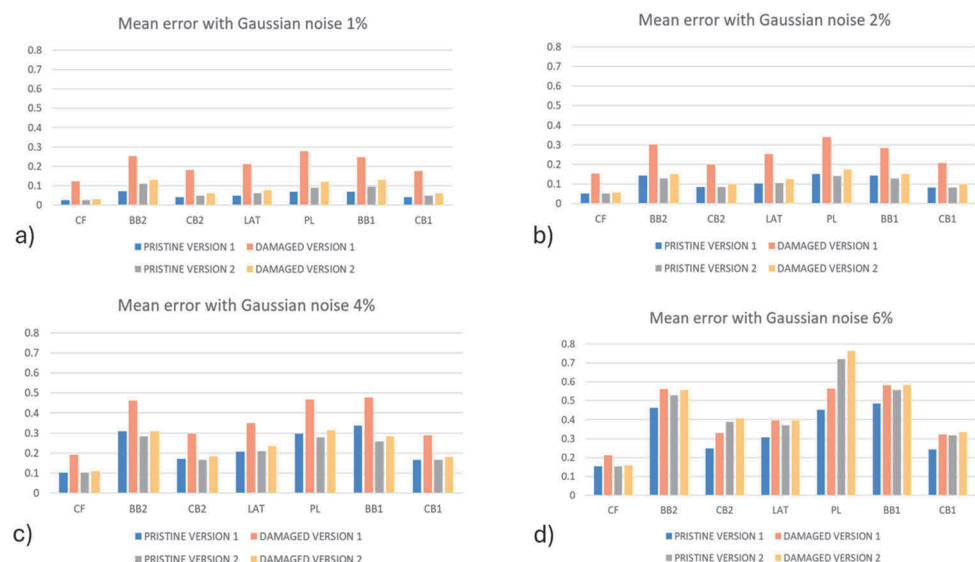 Mean error with Gaussian noise 1%
0.8
0.7
0.6
0.5
0.4
0.3
0.2
0.1
0
CF BB2 CB2 LAT PL BB1 CB1
a)
PRISTINE VERSION 1 DAMAGED VERSION 1
PRISTINE VERSION 2 DAMAGED VERSION 2
Mean error with Gaussian noise 2%
0.8
0.7
0.6
0.5
0.4
0.3
0.2
0.1
0
CF BB2 CB2 LAT PL BB1 CB1
b)
PRISTINE VERSION 1 DAMAGED VERSION 1
PRISTINE VERSION 2 DAMAGED VERSION 2
Mean error with Gaussian noise 4%
0.8
0.7
0.6
0.5
0.4
0.3
0.2
0.1
0
CF BB2 CB2 LAT PL BB1 CB1
c)
PRISTINE VERSION 1 DAMAGED VERSION 1
PRISTINE VERSION 2 DAMAGED VERSION 2
Mean error with Gaussian noise 6%
0.8
0.7
0.6
0.5
0.4
0.3
0.2
0.1
0
CF BB2 CB2 LAT PL BB1 CB1
d)
PRISTINE VERSION 1 DAMAGED VERSION 1
PRISTINE VERSION 2 DAMAGED VERSION 2